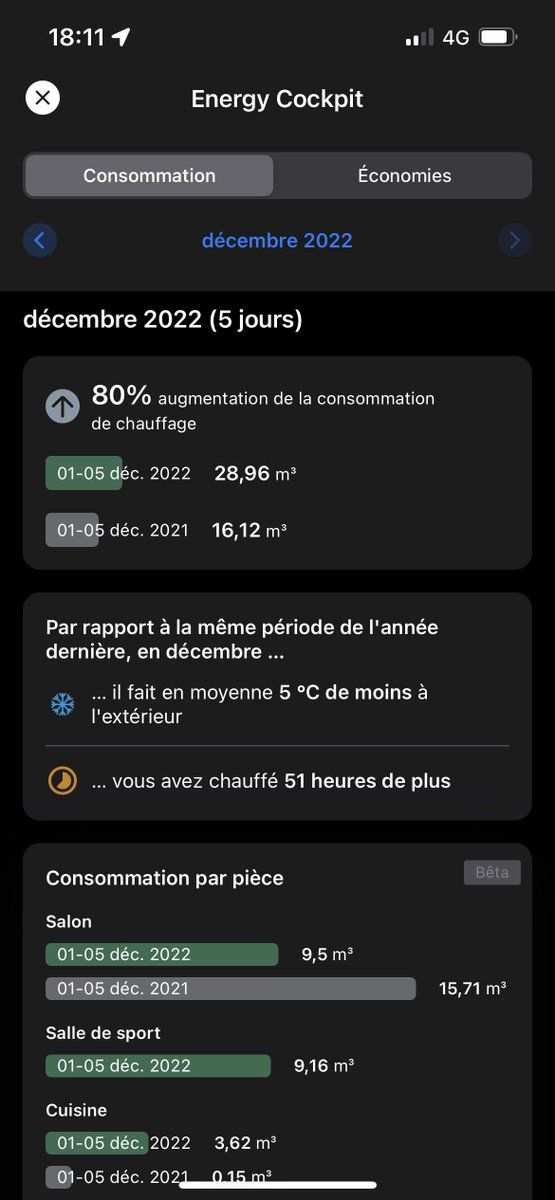 18:11
4G
Energy Cockpit
Consommation
Économies
décembre 2022
décembre 2022 (5 jours)
80% augmentation de la consommation
de chauffage
01-05 déc. 2022 28,96 m³
01-05 déc. 2021 16,12 m³
Par rapport à la même période de l'année
dernière, en décembre ...
... il fait en moyenne 5 °C de moins à
l'extérieur
... vous avez chauffé 51 heures de plus
Consommation par pièce
Bêta
Salon
01-05 déc. 2022 9,5 m³
01-05 déc. 2021 15,71 m³
Salle de sport
01-05 déc. 2022 9,16 m³
Cuisine
01-05 déc. 2022 3,62 m³
01-05 déc. 2021 0,15 m³